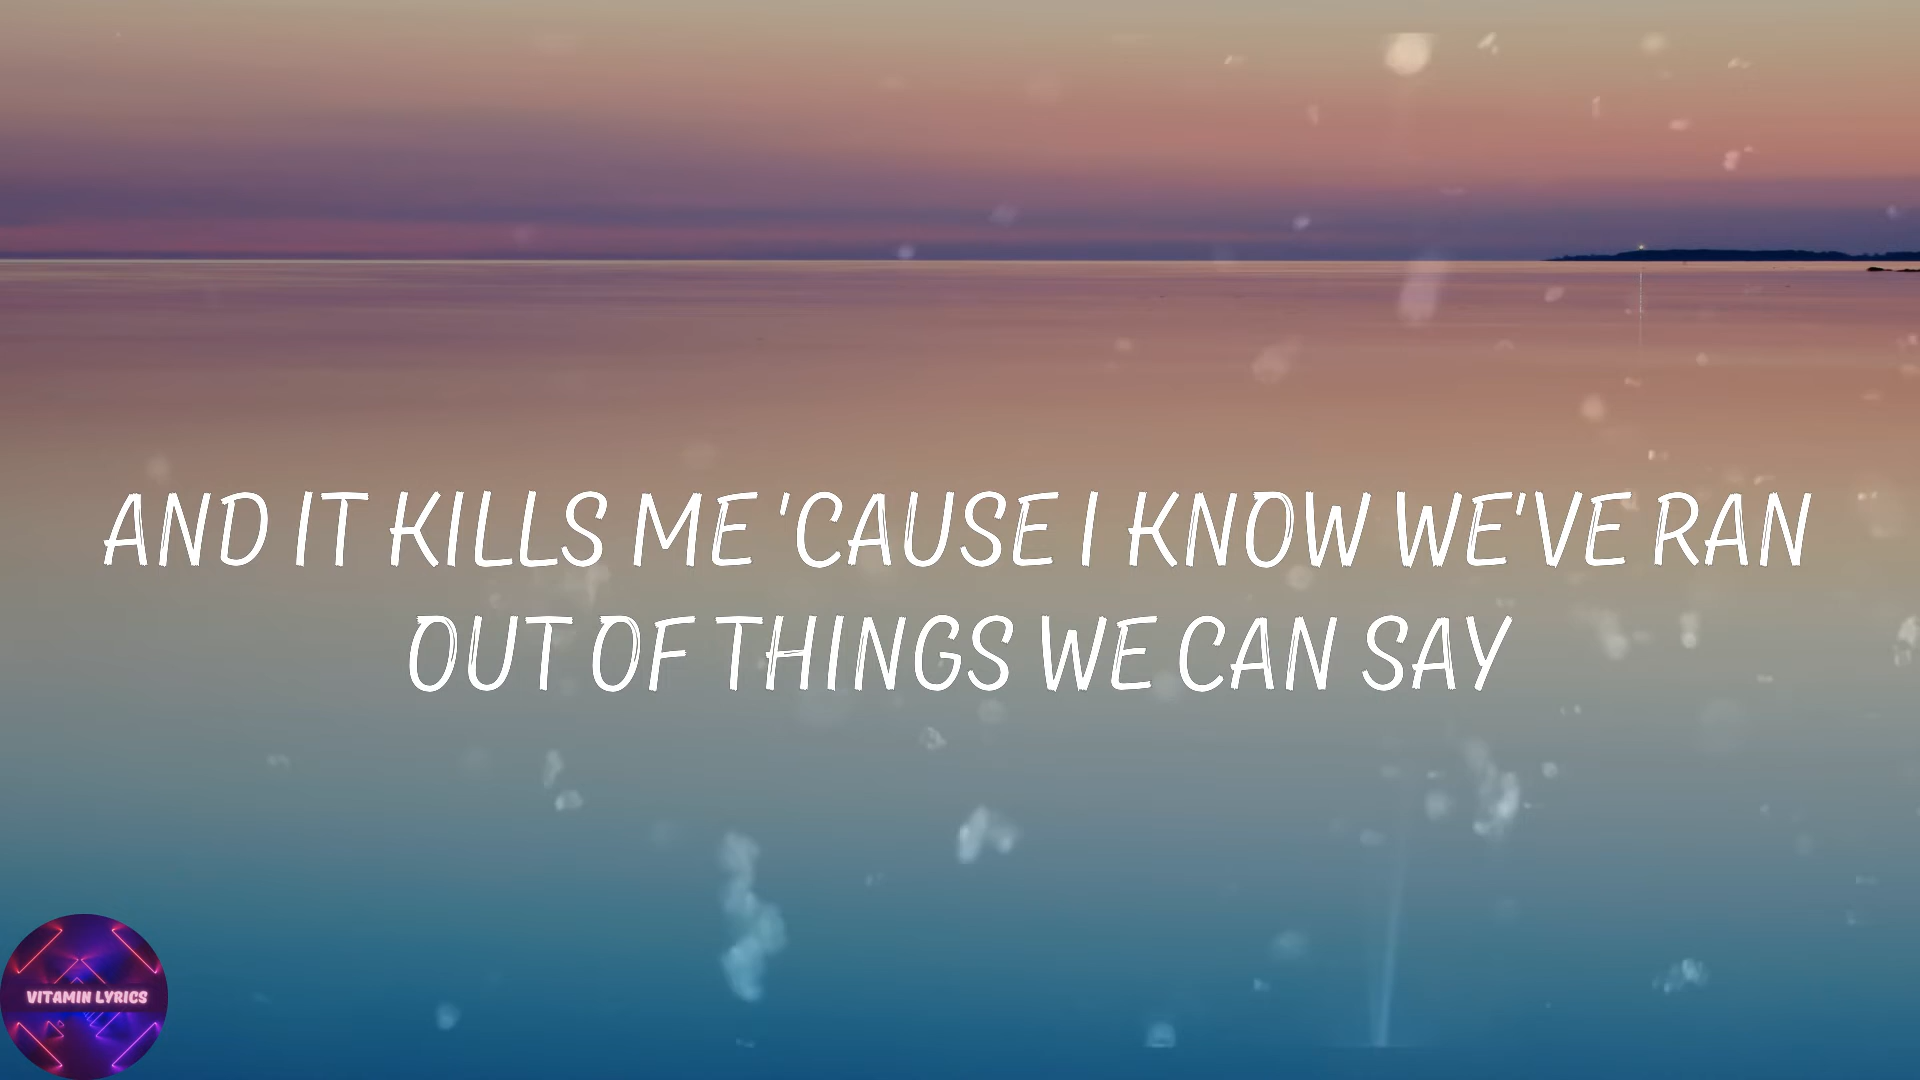 AND IT KILLS ME 'CAUSE I KNOW WE'VE RAN
OUT OF THINGS WE CAN SAY
VITAMIN LYRICS